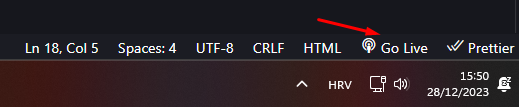 Ln 18, Col 5 Spaces: 4 UTF-8 CRLF HTML Go Live Prettier
HRV 15:50
28/12/2023